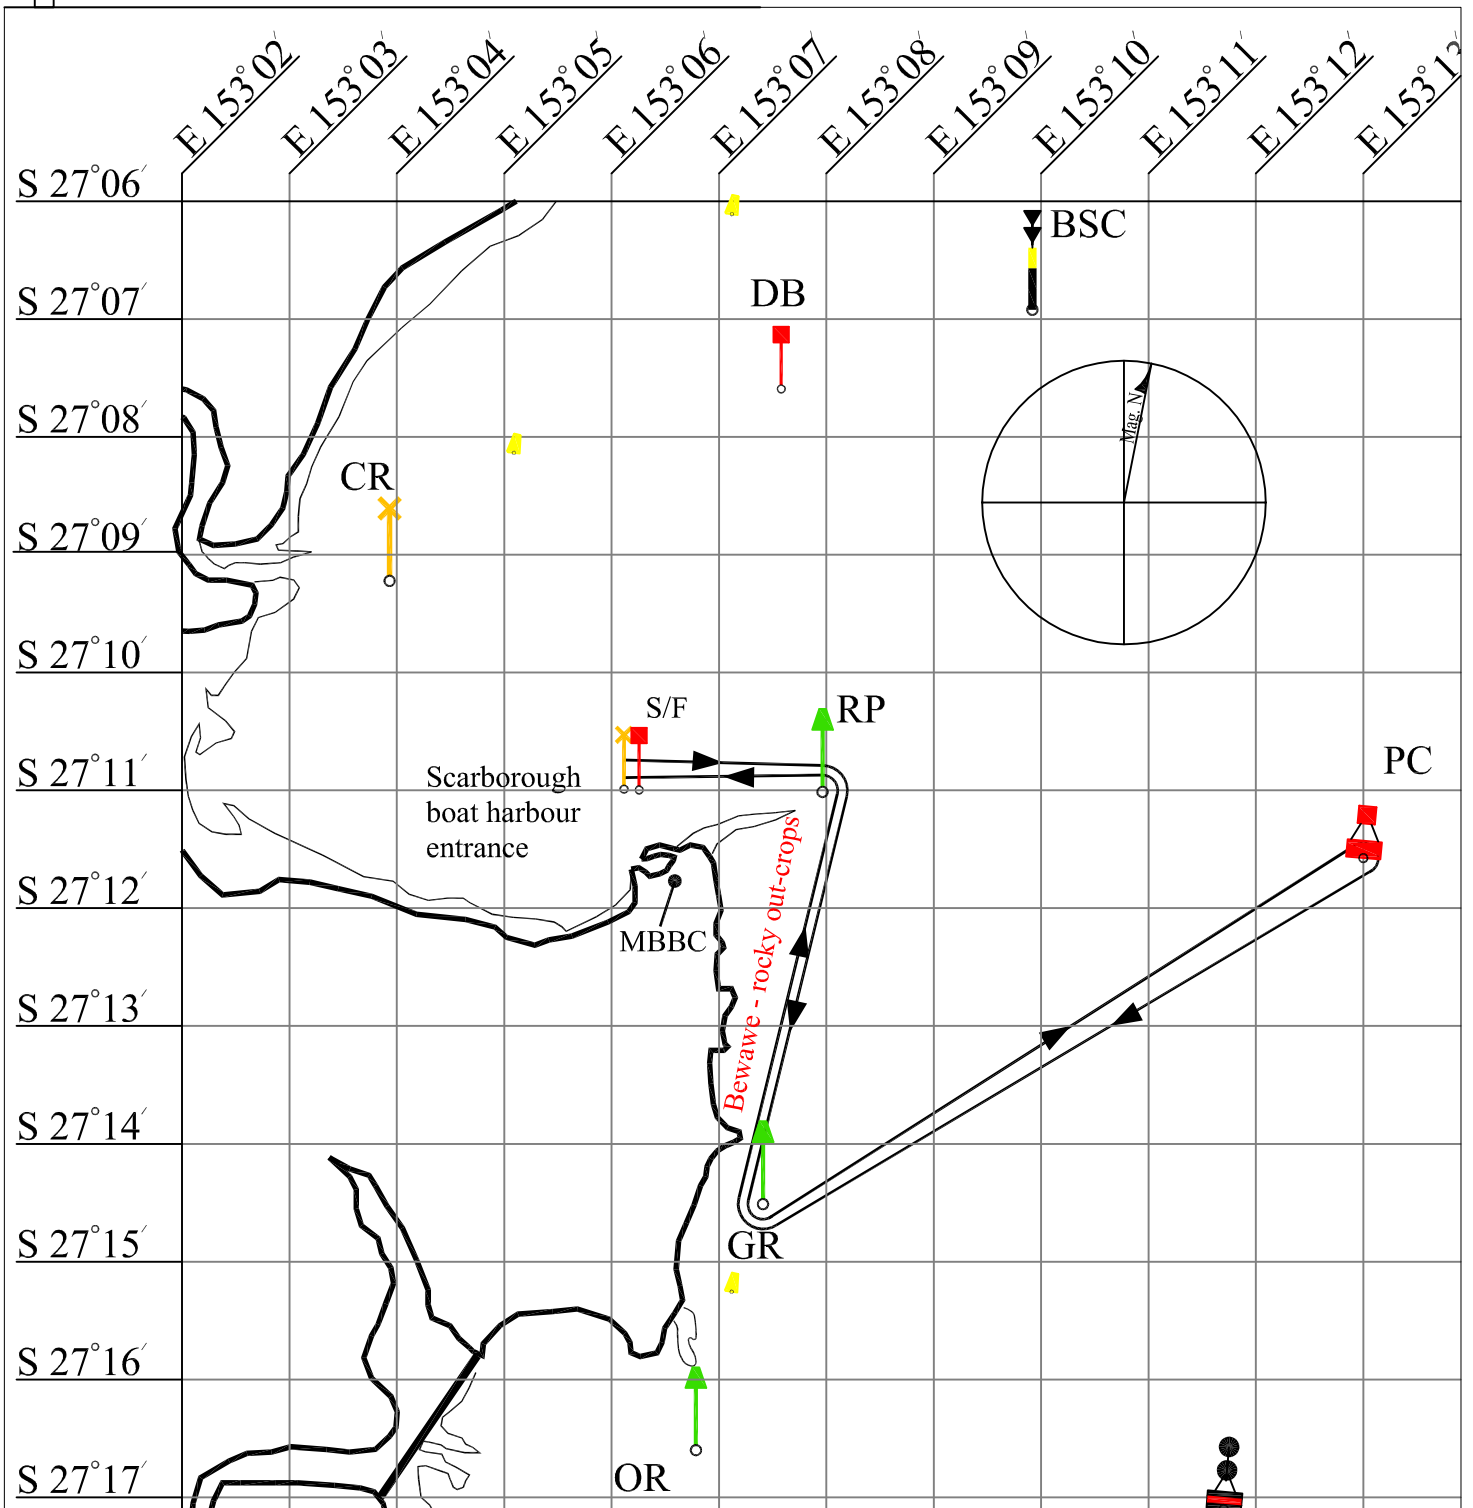 E 153°02′
E 153°03′
E 153°04′
E 153°05′
E 153°06′
E 153°07′
E 153°08′
E 153°09′
E 153°10′
E 153°11′
E 153°12′
E 153°13′
S 27°06′
BSC
DB
S 27°07′
Mag. N
S 27°08′
CR
S 27°09′
S 27°10′
S/F
RP
PC
S 27°11′
Scarborough
boat harbour
entrance
Bewawe - rocky out-crops
S 27°12′
MBBC
S 27°13′
S 27°14′
S 27°15′
GR
S 27°16′
OR
S 27°17′